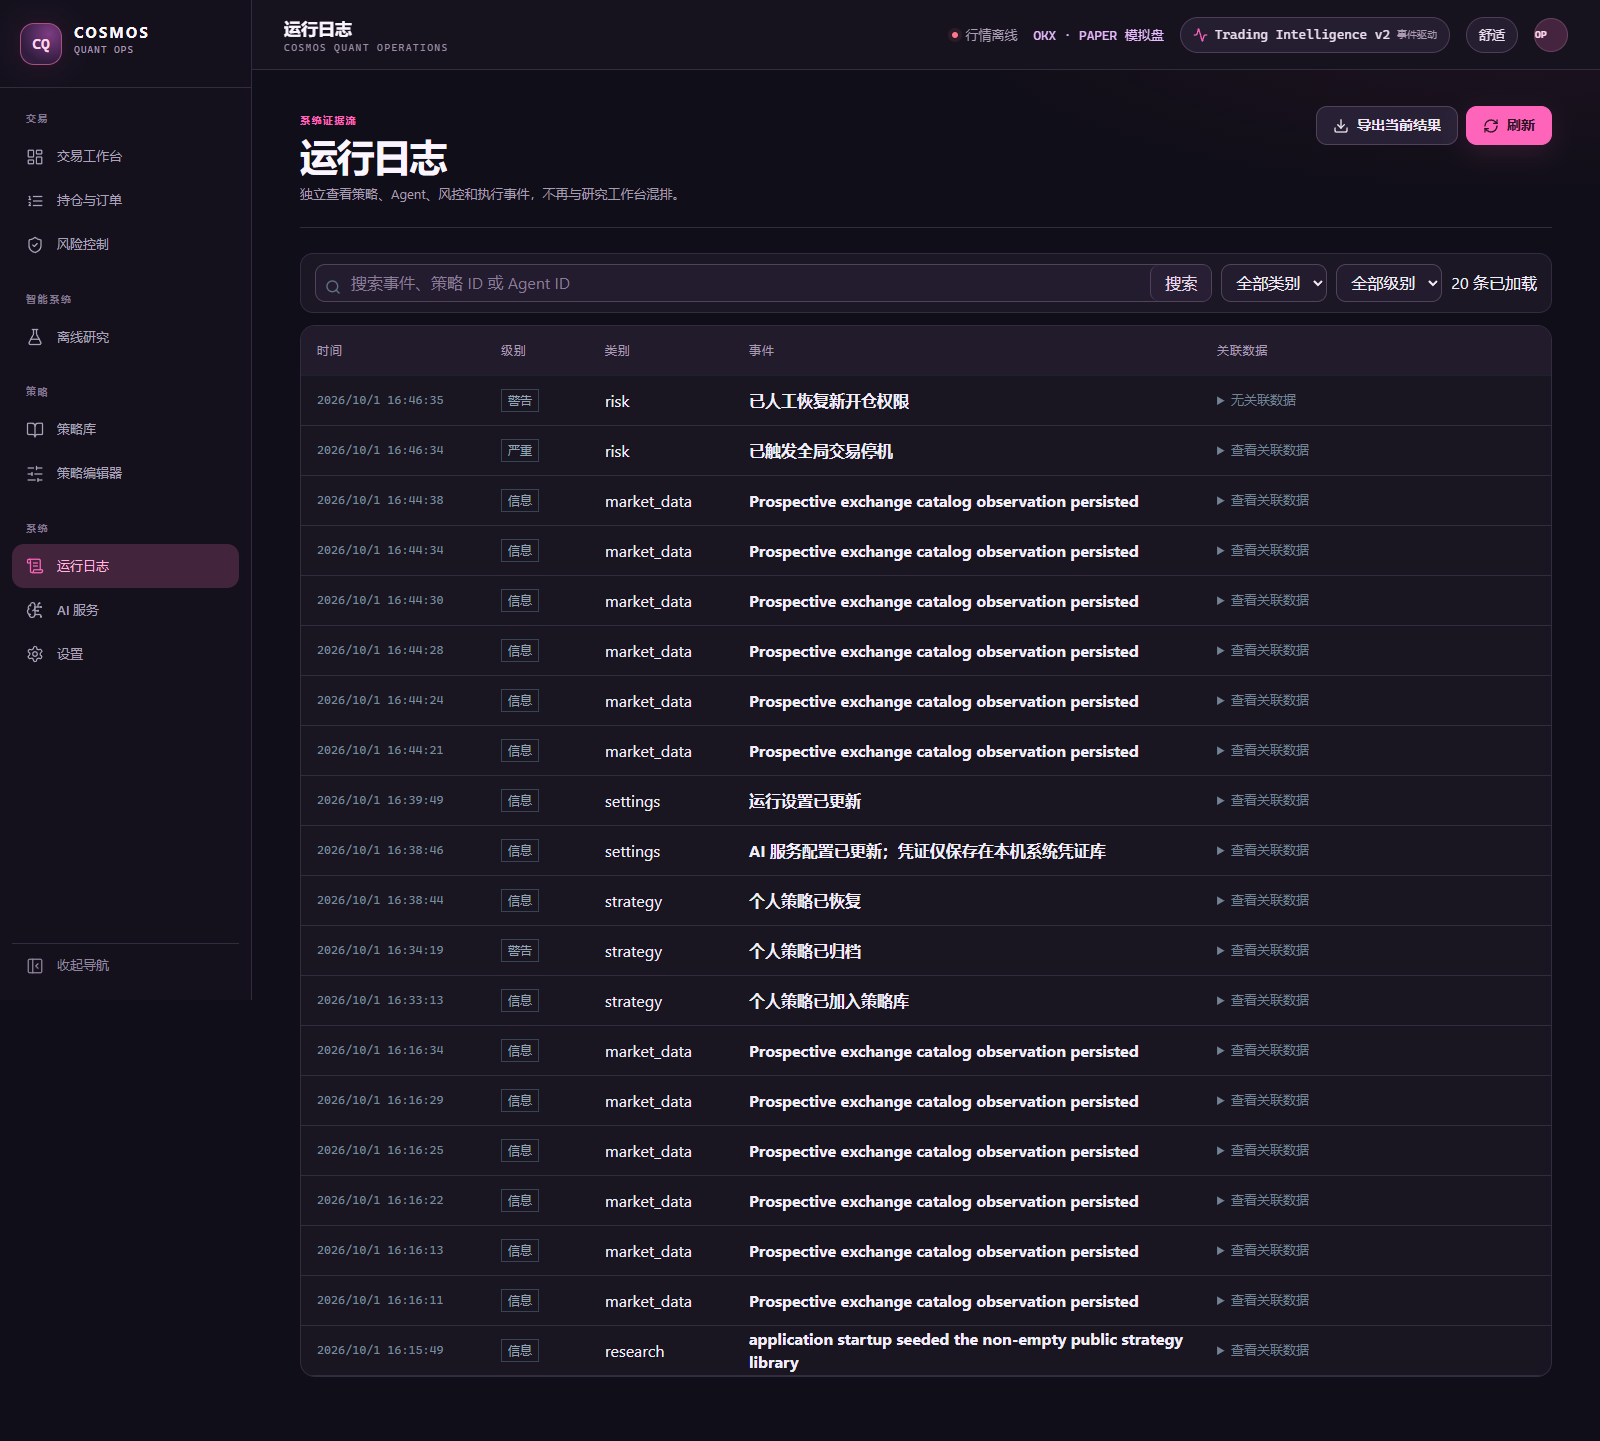 CQ
COSMOS
QUANT OPS
交易
交易工作台
持仓与订单
风险控制
智能系统
离线研究
策略
策略库
策略编辑器
系统
运行日志
AI 服务
设置
收起导航
运行日志
COSMOS QUANT OPERATIONS
行情离线
OKX · PAPER 模拟盘
Trading Intelligence v2 事件驱动
舒适
OP
系统证据流
运行日志
独立查看策略、Agent、风控和执行事件，不再与研究工作台混排。
导出当前结果
刷新
搜索事件、策略 ID 或 Agent ID
搜索
全部类别
全部级别
20 条已加载
时间 级别 类别 事件 关联数据
2026/10/1 16:46:35 警告 risk 已人工恢复新开仓权限 无关联数据
2026/10/1 16:46:34 严重 risk 已触发全局交易停机 查看关联数据
2026/10/1 16:44:38 信息 market_data Prospective exchange catalog observation persisted 查看关联数据
2026/10/1 16:44:34 信息 market_data Prospective exchange catalog observation persisted 查看关联数据
2026/10/1 16:44:30 信息 market_data Prospective exchange catalog observation persisted 查看关联数据
2026/10/1 16:44:28 信息 market_data Prospective exchange catalog observation persisted 查看关联数据
2026/10/1 16:44:24 信息 market_data Prospective exchange catalog observation persisted 查看关联数据
2026/10/1 16:44:21 信息 market_data Prospective exchange catalog observation persisted 查看关联数据
2026/10/1 16:39:49 信息 settings 运行设置已更新 查看关联数据
2026/10/1 16:38:46 信息 settings AI 服务配置已更新；凭证仅保存在本机系统凭证库 查看关联数据
2026/10/1 16:38:44 信息 strategy 个人策略已恢复 查看关联数据
2026/10/1 16:34:19 警告 strategy 个人策略已归档 查看关联数据
2026/10/1 16:33:13 信息 strategy 个人策略已加入策略库 查看关联数据
2026/10/1 16:16:34 信息 market_data Prospective exchange catalog observation persisted 查看关联数据
2026/10/1 16:16:29 信息 market_data Prospective exchange catalog observation persisted 查看关联数据
2026/10/1 16:16:25 信息 market_data Prospective exchange catalog observation persisted 查看关联数据
2026/10/1 16:16:22 信息 market_data Prospective exchange catalog observation persisted 查看关联数据
2026/10/1 16:16:13 信息 market_data Prospective exchange catalog observation persisted 查看关联数据
2026/10/1 16:16:11 信息 market_data Prospective exchange catalog observation persisted 查看关联数据
2026/10/1 16:15:49 信息 research application startup seeded the non-empty public strategy library 查看关联数据